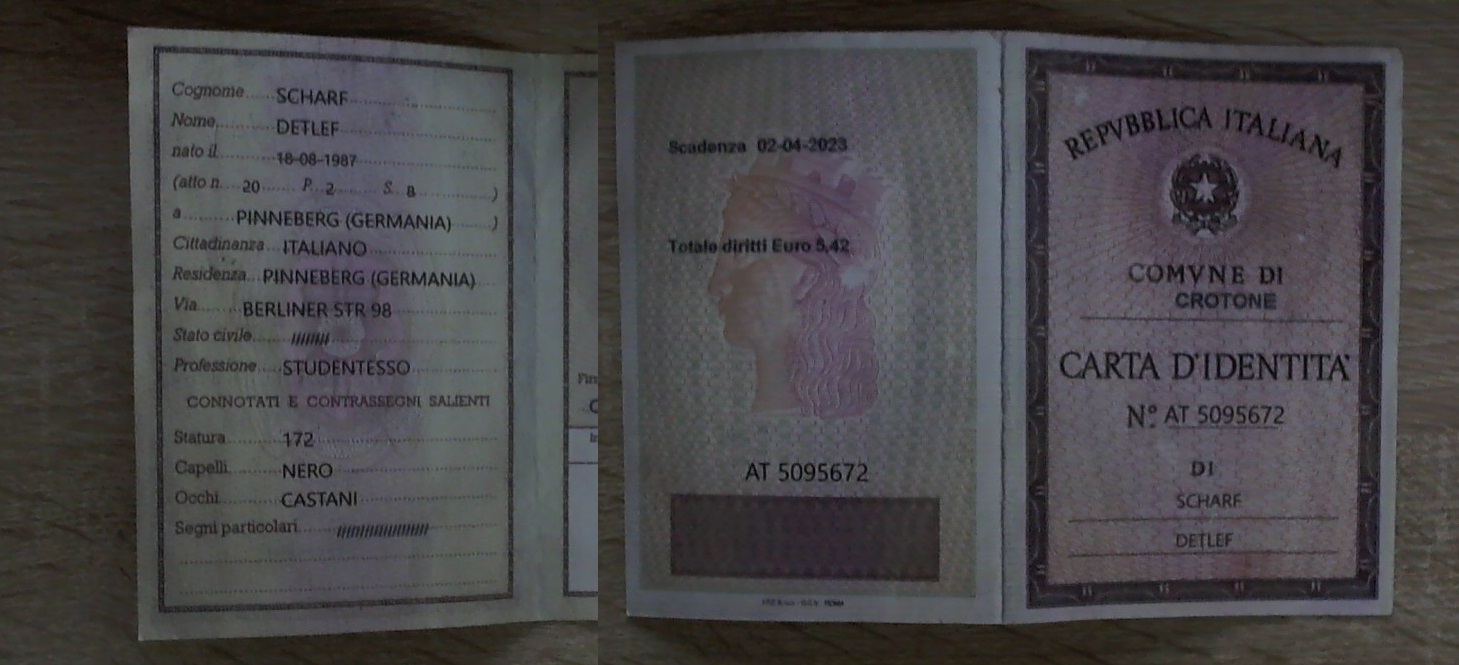 Cognome SCHARF
Nome DETLEF
nato il 18-08-1987
(atto n. 20 P. 2 S. 8 )
a PINNEBERG (GERMANIA) )
Cittadinanza ITALIANO
Residenza PINNEBERG (GERMANIA)
Via BERLINER STR 98
Stato civile ////////
Professione STUDENTESSO
CONNOTATI E CONTRASSEGNI SALIENTI
Statura 172
Capelli NERO
Occhi CASTANI
Segni particolari ///////////////////
Scadenza 02-04-2023
Totale diritti Euro 5,42
AT 5095672
REPVBBLICA ITALIANA
COMVNE DI
CROTONE
CARTA D'IDENTITA'
N° AT 5095672
DI
SCHARF
DETLEF